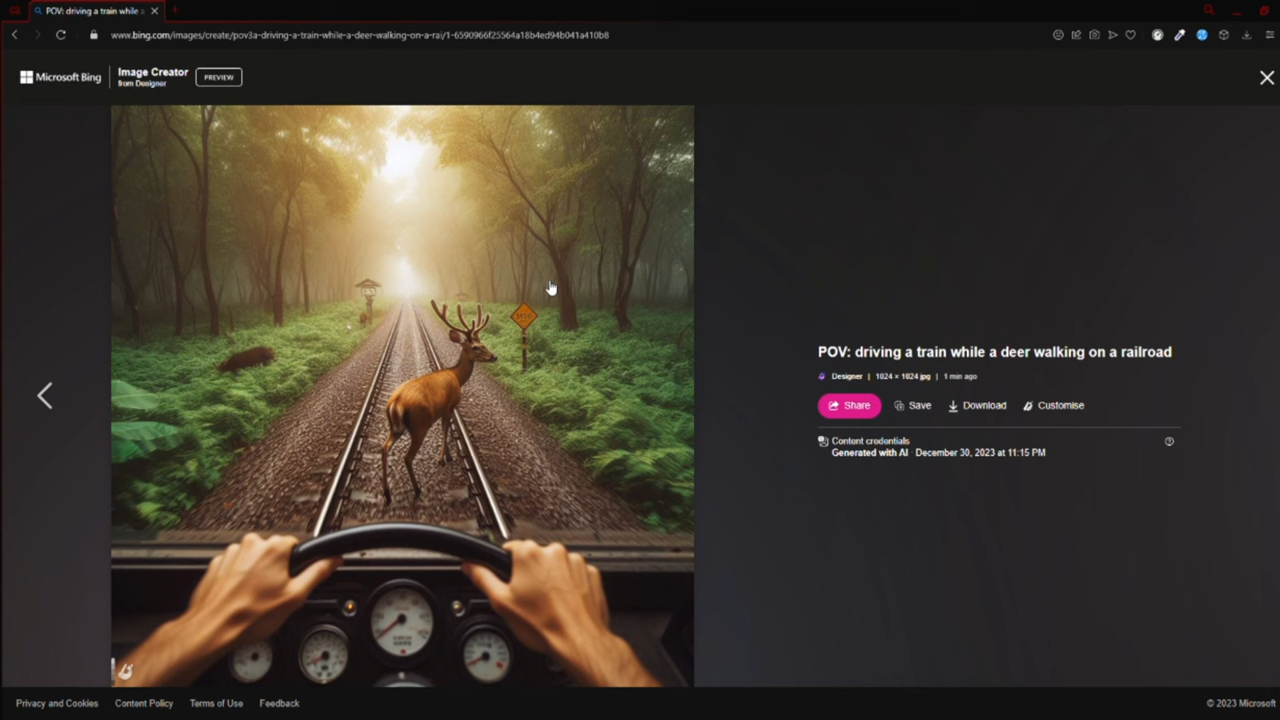 POV: driving a train while a
www.bing.com/images/create/pov3a-driving-a-train-while-a-deer-walking-on-a-rai/1-6590966f25564a18b4ed94b041a410b8
Microsoft Bing
Image Creator
from Designer
PREVIEW
POV: driving a train while a deer walking on a railroad
Designer | 1024 × 1024 jpg | 1 min ago
Share Save Download Customise
Content credentials
Generated with AI · December 30, 2023 at 11:15 PM
Privacy and Cookies Content Policy Terms of Use Feedback © 2023 Microsoft